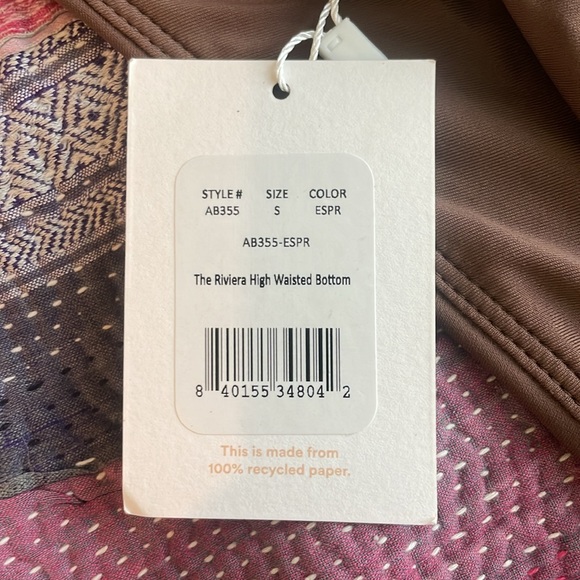 STYLE # SIZE COLOR
AB355 S ESPR
AB355-ESPR
The Riviera High Waisted Bottom
8 40155 34804 2
This is made from
100% recycled paper.